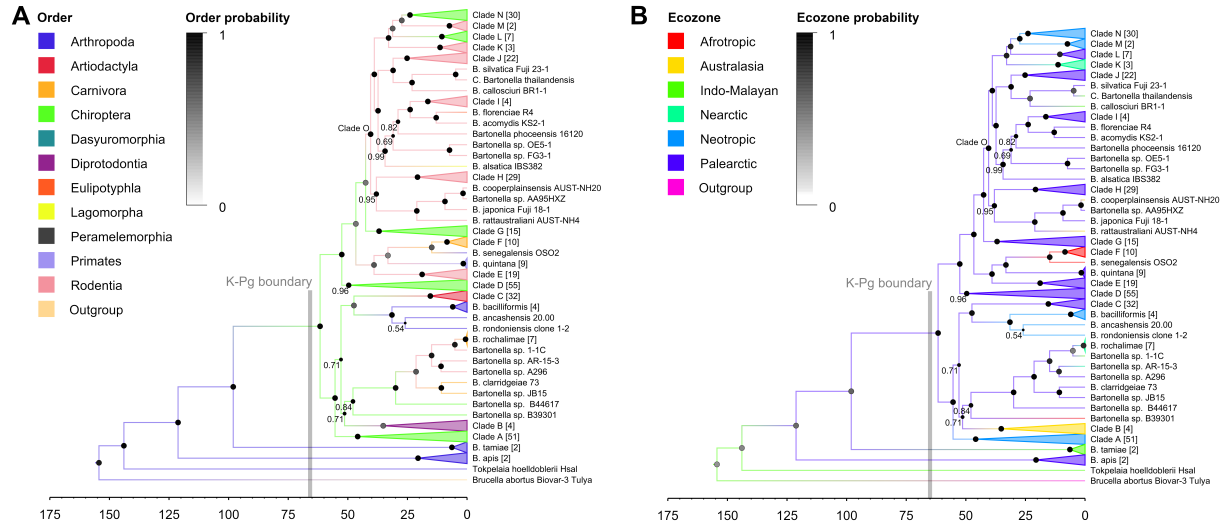 A
Order
Arthropoda
Artiodactyla
Carnivora
Chiroptera
Dasyuromorphia
Diprotodontia
Eulipotyphla
Lagomorpha
Peramelemorphia
Primates
Rodentia
Outgroup
Order probability
1
0
K-Pg boundary
Clade O
0.82
0.69
0.99
0.95
0.96
0.54
0.71
0.84
0.71
Clade N [30]
Clade M [2]
Clade L [7]
Clade K [3]
Clade J [22]
B. silvatica Fuji 23-1
C. Bartonella thailandensis
B. callosciuri BR1-1
Clade I [4]
B. florenciae R4
B. acomydis KS2-1
Bartonella phoceensis 16120
Bartonella sp. OE5-1
Bartonella sp. FG3-1
B. alsatica IBS382
Clade H [29]
B. cooperplainsensis AUST-NH20
Bartonella sp. AA95HXZ
B. japonica Fuji 18-1
B. rattaustraliani AUST-NH4
Clade G [15]
Clade F [10]
B. senegalensis OSO2
B. quintana [9]
Clade E [19]
Clade D [55]
Clade C [32]
B. bacilliformis [4]
B. ancashensis 20.00
B. rondoniensis clone 1-2
B. rochalimae [7]
Bartonella sp. 1-1C
Bartonella sp. AR-15-3
Bartonella sp. A296
B. clarridgeiae 73
Bartonella sp. JB15
Bartonella sp. B44617
Bartonella sp. B39301
Clade B [4]
Clade A [51]
B. tamiae [2]
B. apis [2]
Tokpelaia hoelldoblerii Hsal
Brucella abortus Biovar-3 Tulya
175 150 125 100 75 50 25 0
B
Ecozone
Afrotropic
Australasia
Indo-Malayan
Nearctic
Neotropic
Palearctic
Outgroup
Ecozone probability
1
0
K-Pg boundary
Clade O
0.82
0.69
0.99
0.95
0.96
0.54
0.71
0.84
0.71
Clade N [30]
Clade M [2]
Clade L [7]
Clade K [3]
Clade J [22]
B. silvatica Fuji 23-1
C. Bartonella thailandensis
B. callosciuri BR1-1
Clade I [4]
B. florenciae R4
B. acomydis KS2-1
Bartonella phoceensis 16120
Bartonella sp. OE5-1
Bartonella sp. FG3-1
B. alsatica IBS382
Clade H [29]
B. cooperplainsensis AUST-NH20
Bartonella sp. AA95HXZ
B. japonica Fuji 18-1
B. rattaustraliani AUST-NH4
Clade G [15]
Clade F [10]
B. senegalensis OSO2
B. quintana [9]
Clade E [19]
Clade D [55]
Clade C [32]
B. bacilliformis [4]
B. ancashensis 20.00
B. rondoniensis clone 1-2
B. rochalimae [7]
Bartonella sp. 1-1C
Bartonella sp. AR-15-3
Bartonella sp. A296
B. clarridgeiae 73
Bartonella sp. JB15
Bartonella sp. B44617
Bartonella sp. B39301
Clade B [4]
Clade A [51]
B. tamiae [2]
B. apis [2]
Tokpelaia hoelldoblerii Hsal
Brucella abortus Biovar-3 Tulya
175 150 125 100 75 50 25 0